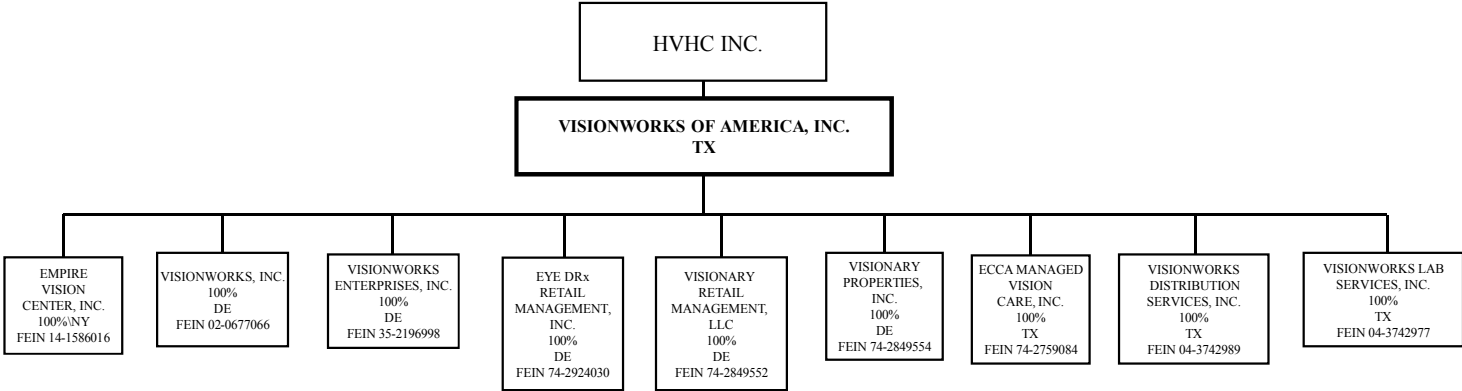 HVHC INC.
VISIONWORKS OF AMERICA, INC.
TX
EMPIRE
VISION
CENTER, INC.
100%\NY
FEIN 14-1586016
VISIONWORKS, INC.
100%
DE
FEIN 02-0677066
VISIONWORKS
ENTERPRISES, INC.
100%
DE
FEIN 35-2196998
EYE DRx
RETAIL
MANAGEMENT,
INC.
100%
DE
FEIN 74-2924030
VISIONARY
RETAIL
MANAGEMENT,
LLC
100%
DE
FEIN 74-2849552
VISIONARY
PROPERTIES,
INC.
100%
DE
FEIN 74-2849554
ECCA MANAGED
VISION
CARE, INC.
100%
TX
FEIN 74-2759084
VISIONWORKS
DISTRIBUTION
SERVICES, INC.
100%
TX
FEIN 04-3742989
VISIONWORKS LAB
SERVICES, INC.
100%
TX
FEIN 04-3742977